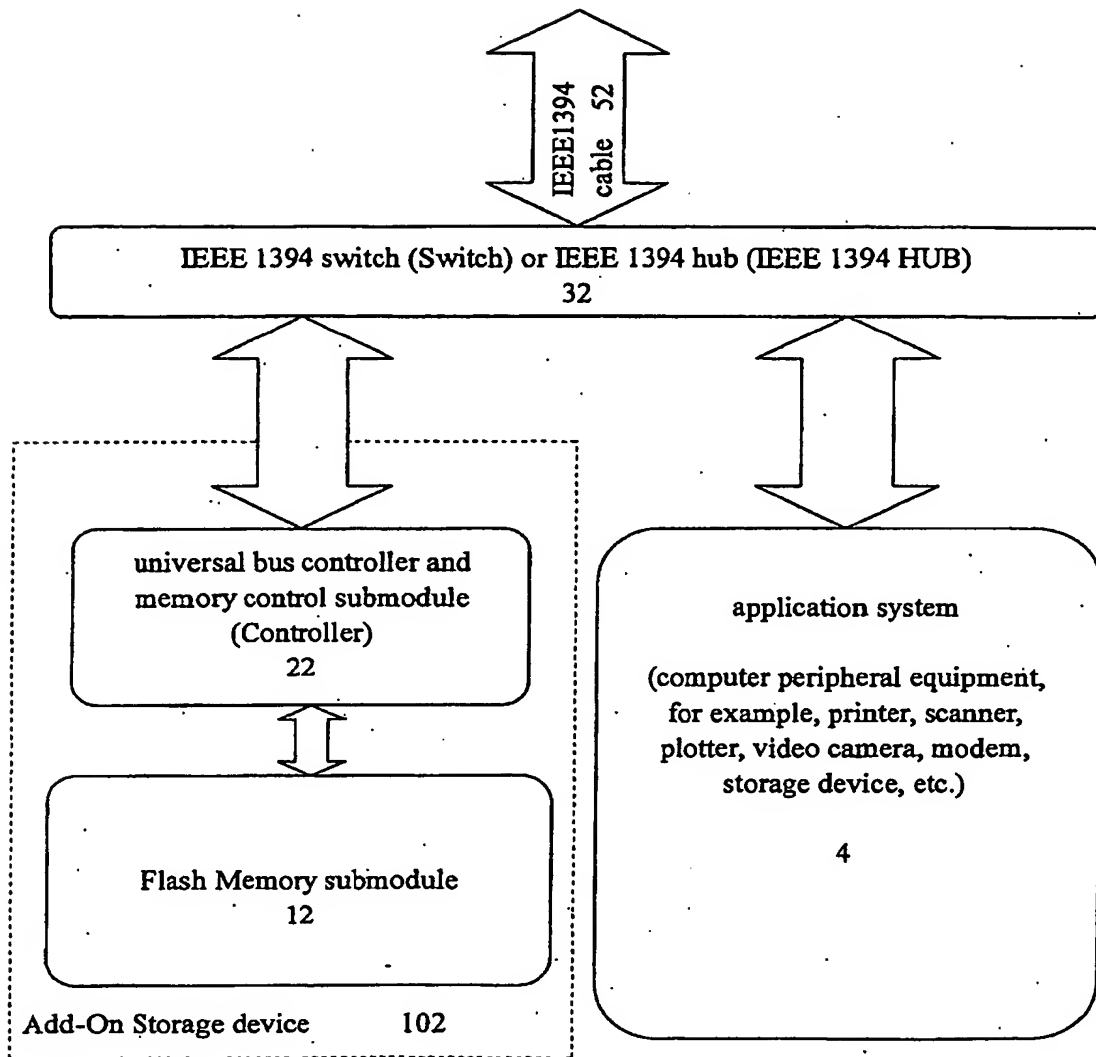 IEEE1394
cable 52
IEEE 1394 switch (Switch) or IEEE 1394 hub (IEEE 1394 HUB)
32
universal bus controller and
memory control submodule
(Controller)
22
Flash Memory submodule
12
Add-On Storage device 102
application system
(computer peripheral equipment,
for example, printer, scanner,
plotter, video camera, modem,
storage device, etc.)
4